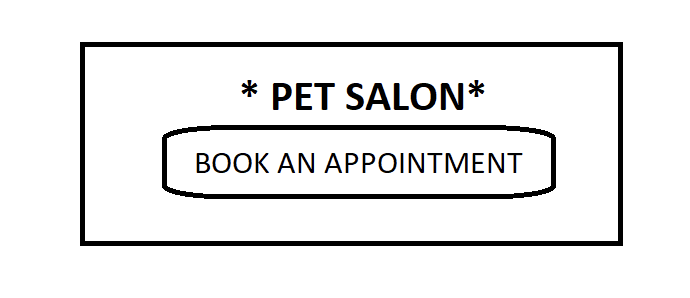 * PET SALON*
BOOK AN APPOINTMENT